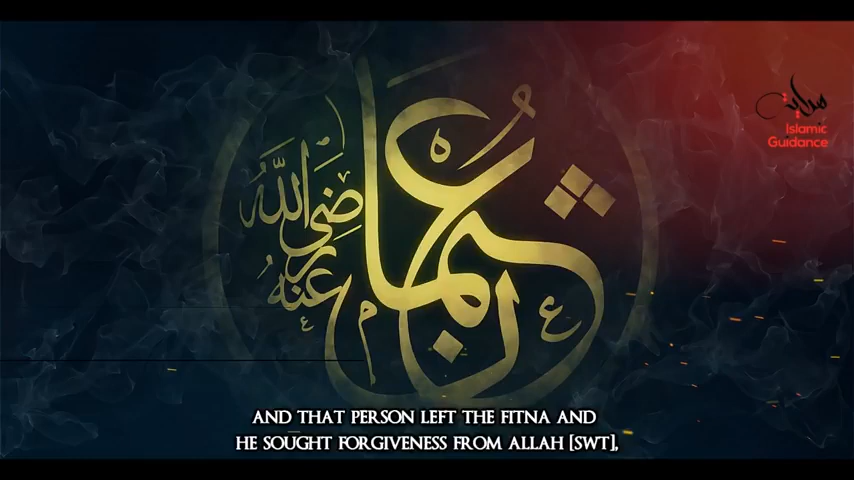 عثمان
رضي الله عنه
هداية
Islamic
Guidance
AND THAT PERSON LEFT THE FITNA AND
HE SOUGHT FORGIVENESS FROM ALLAH [SWT],